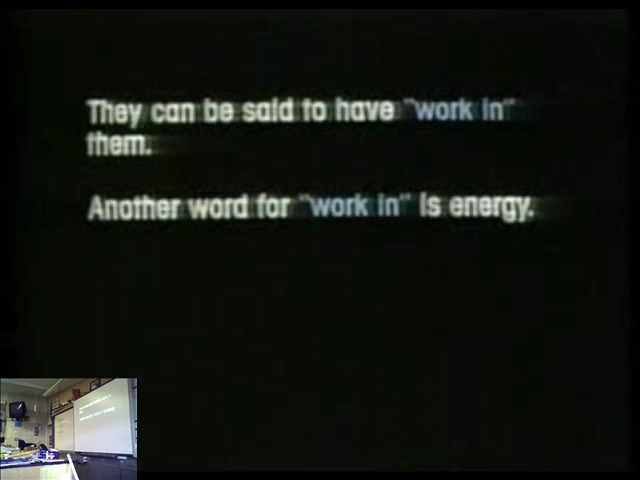 They can be said to have "work in"
them.
Another word for "work in" is energy.